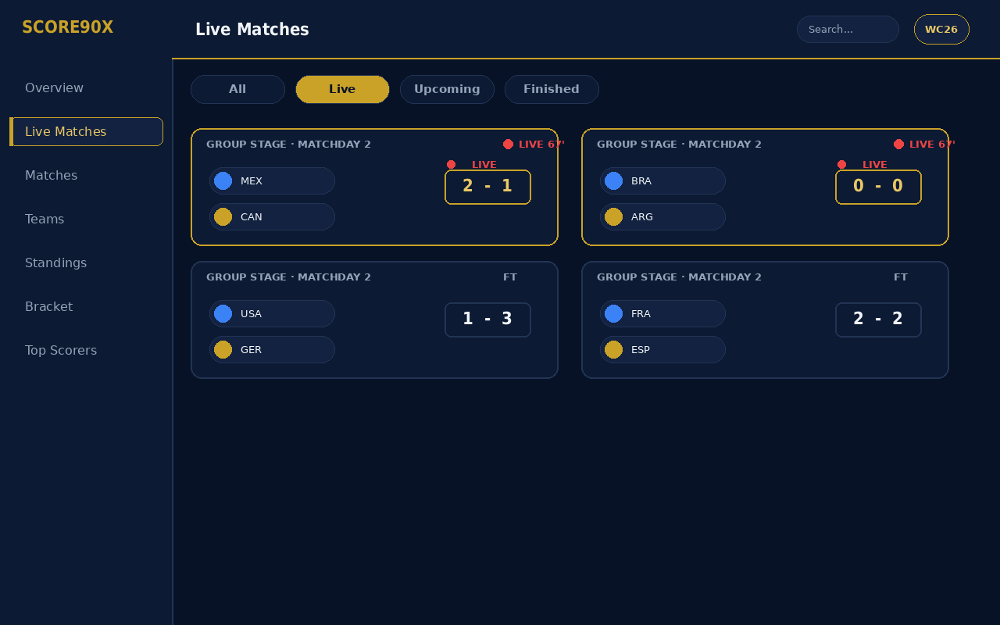 SCORE90X
Live Matches
Search...
WC26
Overview
Live Matches
Matches
Teams
Standings
Bracket
Top Scorers
All
Live
Upcoming
Finished
GROUP STAGE · MATCHDAY 2
LIVE 67'
LIVE
MEX
2 - 1
CAN
GROUP STAGE · MATCHDAY 2
LIVE 67'
LIVE
BRA
0 - 0
ARG
GROUP STAGE · MATCHDAY 2
FT
USA
1 - 3
GER
GROUP STAGE · MATCHDAY 2
FT
FRA
2 - 2
ESP